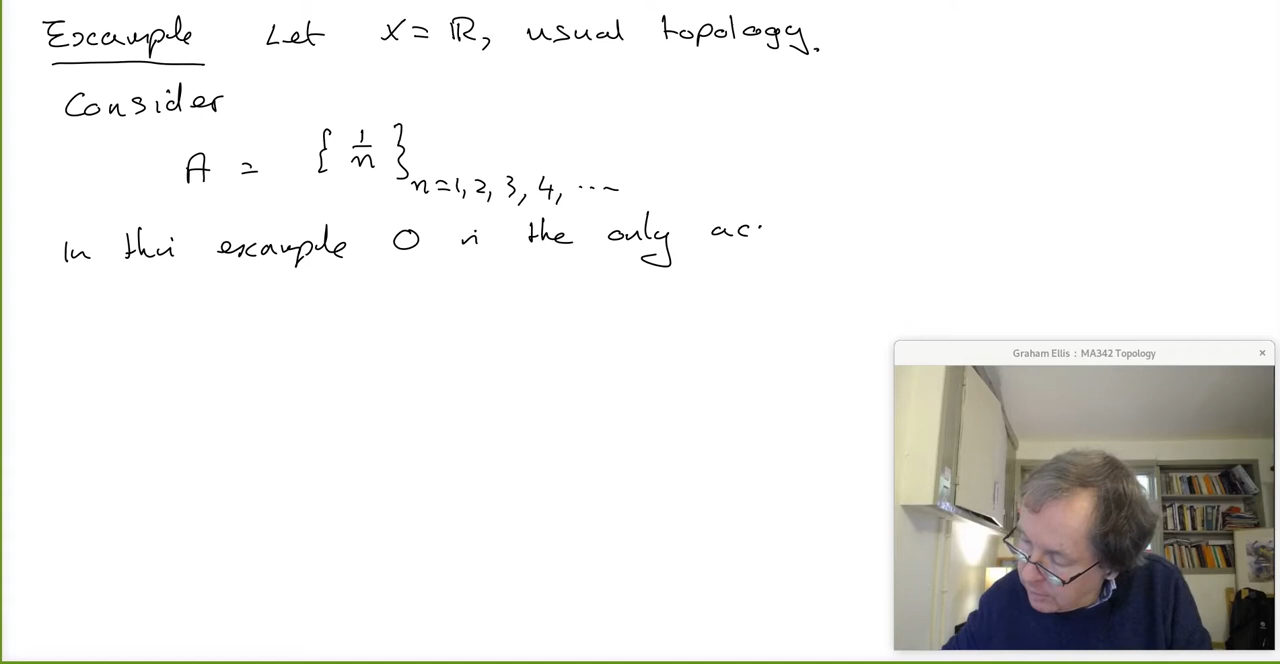 Example Let X = ℝ, usual topology.
Consider
A = { 1/n } n=1, 2, 3, 4, ...
In this example 0 is the only ac
Graham Ellis : MA342 Topology